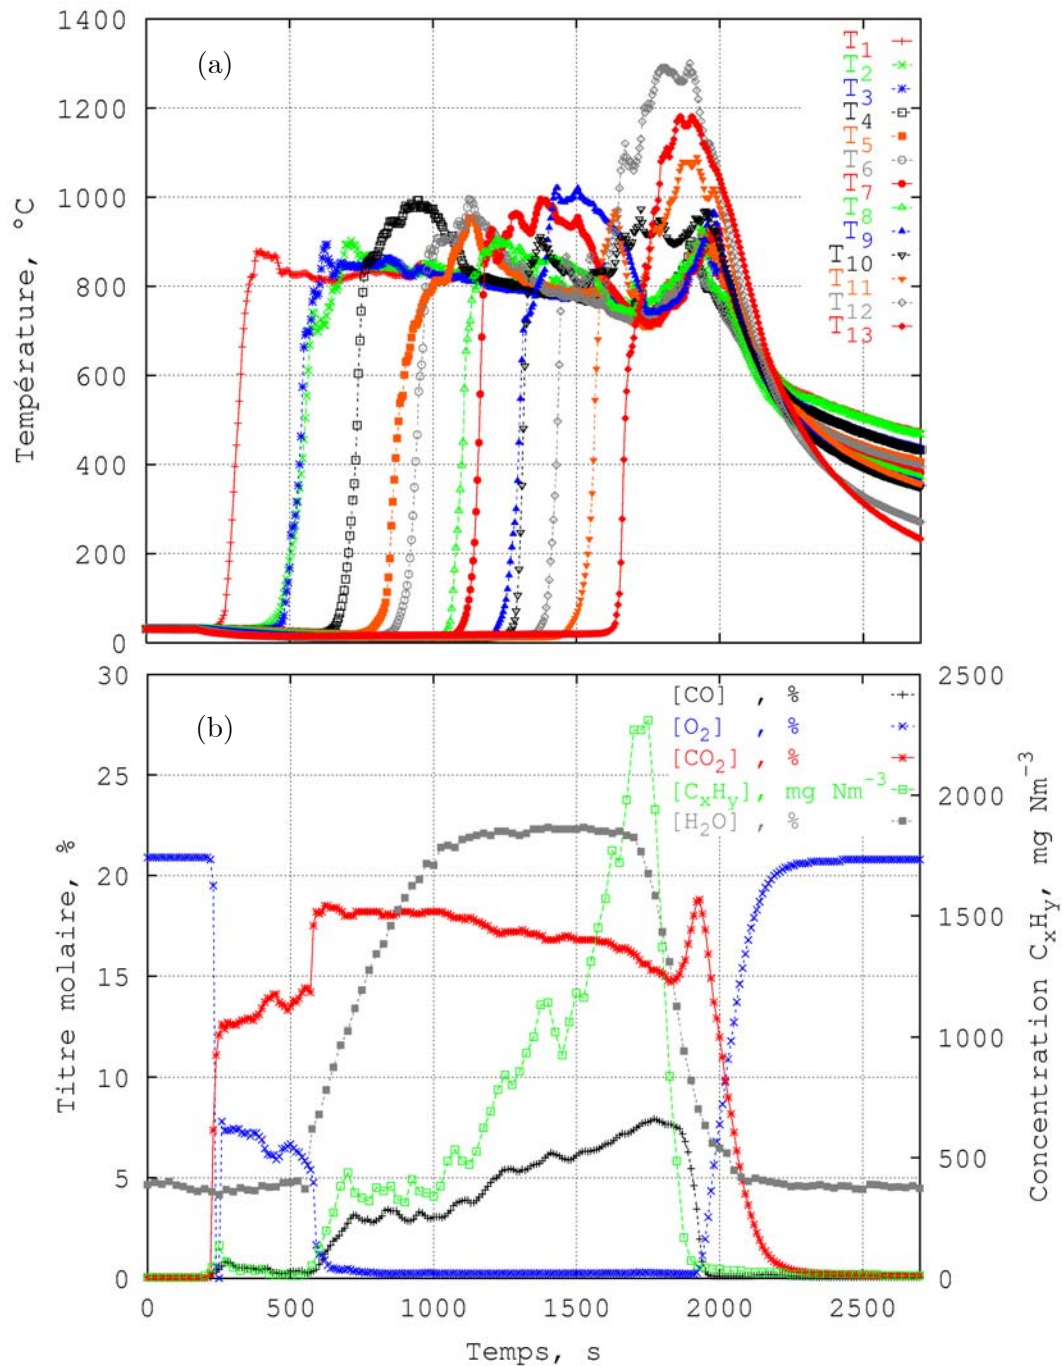 1400
1200
1000
800
600
400
200
0
Température, °C
(a)
T1
T2
T3
T4
T5
T6
T7
T8
T9
T10
T11
T12
T13
30
25
20
15
10
5
0
Titre molaire, %
(b)
[CO] , %
[O2] , %
[CO2] , %
[CxHy], mg Nm-3
[H2O] , %
2500
2000
1500
1000
500
0
Concentration CxHy, mg Nm-3
0 500 1000 1500 2000 2500
Temps, s